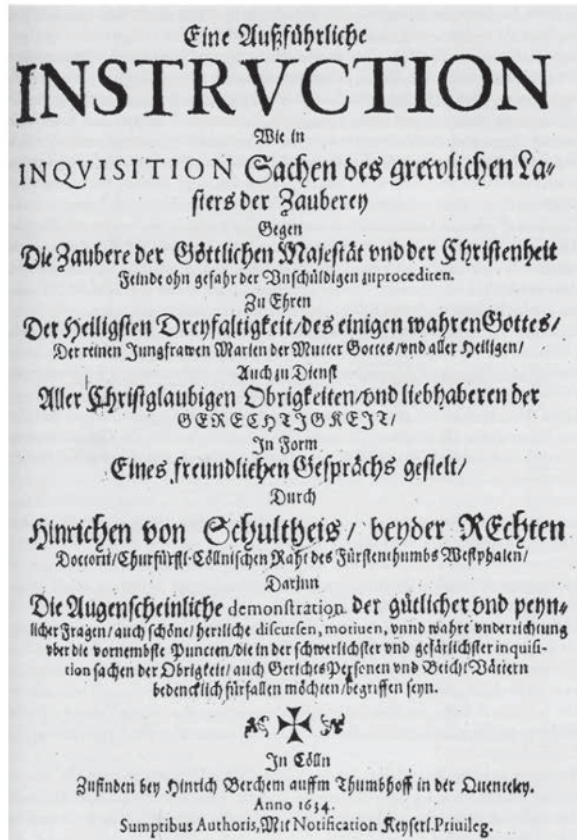 Eine Außführliche
INSTRVCTION
Wie in
INQVISITION Sachen des grewlichen La-
sters der Zauberey
Gegen
Die Zaubere der Göttlichen Majestät vnd der Christenheit
Feinde ohn gefahr der Vnschüldigen zuprocediren.
Zu Ehren
Der Heiligsten Dreyfaltigkeit/des einigen wahren Gottes/
Der reinen Jungfrawen Marien der Mutter Gottes/vnd aller Heiligen/
Auch zu Dienst
Aller Christglaubigen Obrigkeiten/vnd liebhaberen der
GERECHTIGKEIT/
In Form
Eines freundlichen Gesprächs gestelt/
Durch
Hinrichen von Schultheis/ beyder REchten
Doctorn/Churfürstl-Cöllnischen Raht des Fürstenthumbs Westphalen/
Darjnn
Die Augenscheinliche demonstration der gütlicher vnd peyn-
licher Fragen/auch schöne/herrliche discursen, motiuen, vnnd wahre vnderrichtung
vber die vornembste Puncten/die in der schwerlichster vnd gefärlichster inquisi-
tion sachen der Obrigkeit/auch Gerichts Personen vnd Beicht Vättern
bedencklich fürfallen möchten/begriffen seyn.
In Cölln
Zufinden bey Hinrich Berchem auffm Thumbhoff in der Quenteley.
Anno 1634.
Sumptibus Authoris, Mit Notification Keyserl. Priuileg.